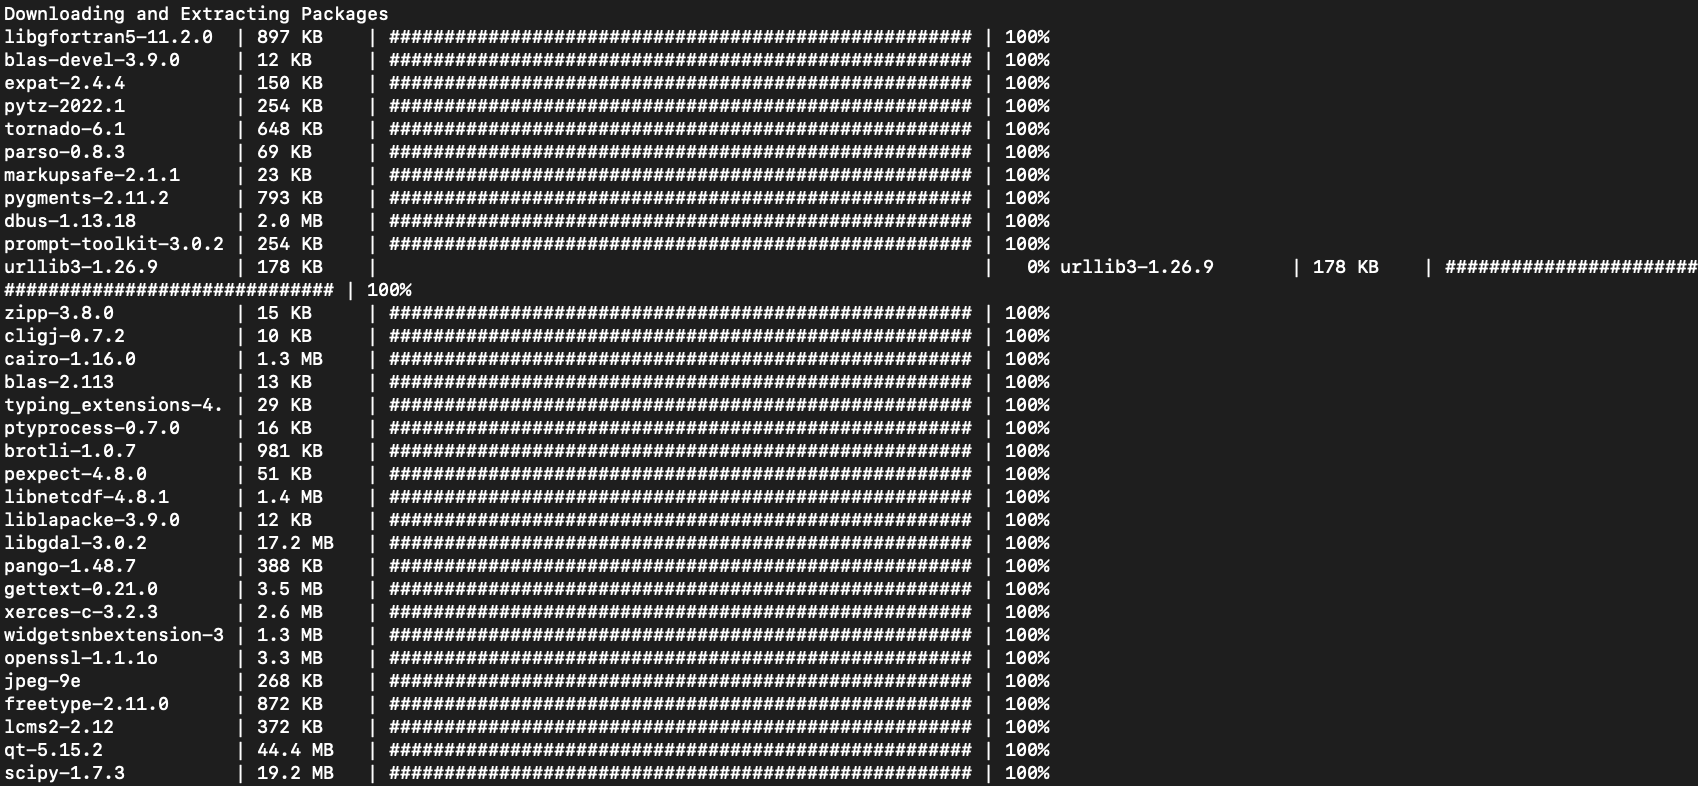 Downloading and Extracting Packages
libgfortran5-11.2.0  | 897 KB    | ##################################################### | 100%
blas-devel-3.9.0     | 12 KB     | ##################################################### | 100%
expat-2.4.4          | 150 KB    | ##################################################### | 100%
pytz-2022.1          | 254 KB    | ##################################################### | 100%
tornado-6.1          | 648 KB    | ##################################################### | 100%
parso-0.8.3          | 69 KB     | ##################################################### | 100%
markupsafe-2.1.1     | 23 KB     | ##################################################### | 100%
pygments-2.11.2      | 793 KB    | ##################################################### | 100%
dbus-1.13.18         | 2.0 MB    | ##################################################### | 100%
prompt-toolkit-3.0.2 | 254 KB    | ##################################################### | 100%
urllib3-1.26.9       | 178 KB    |                                                       |   0% urllib3-1.26.9       | 178 KB    | #######################
############################## | 100%
zipp-3.8.0           | 15 KB     | ##################################################### | 100%
cligj-0.7.2          | 10 KB     | ##################################################### | 100%
cairo-1.16.0         | 1.3 MB    | ##################################################### | 100%
blas-2.113           | 13 KB     | ##################################################### | 100%
typing_extensions-4. | 29 KB     | ##################################################### | 100%
ptyprocess-0.7.0     | 16 KB     | ##################################################### | 100%
brotli-1.0.7         | 981 KB    | ##################################################### | 100%
pexpect-4.8.0        | 51 KB     | ##################################################### | 100%
libnetcdf-4.8.1      | 1.4 MB    | ##################################################### | 100%
liblapacke-3.9.0     | 12 KB     | ##################################################### | 100%
libgdal-3.0.2        | 17.2 MB   | ##################################################### | 100%
pango-1.48.7         | 388 KB    | ##################################################### | 100%
gettext-0.21.0       | 3.5 MB    | ##################################################### | 100%
xerces-c-3.2.3       | 2.6 MB    | ##################################################### | 100%
widgetsnbextension-3 | 1.3 MB    | ##################################################### | 100%
openssl-1.1.1o       | 3.3 MB    | ##################################################### | 100%
jpeg-9e              | 268 KB    | ##################################################### | 100%
freetype-2.11.0      | 872 KB    | ##################################################### | 100%
lcms2-2.12           | 372 KB    | ##################################################### | 100%
qt-5.15.2            | 44.4 MB   | ##################################################### | 100%
scipy-1.7.3          | 19.2 MB   | ##################################################### | 100%